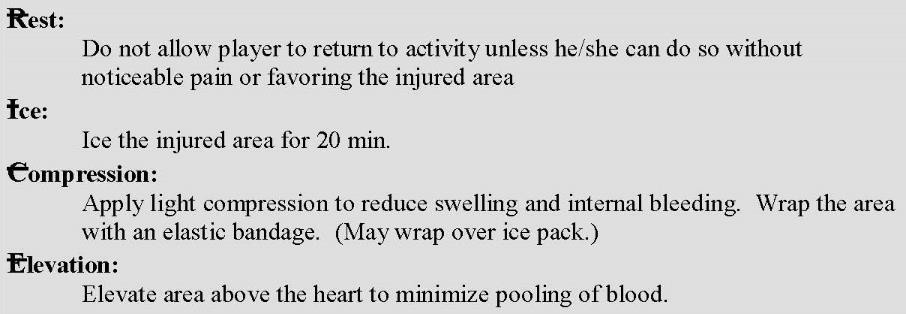 Rest:
Do not allow player to return to activity unless he/she can do so without
noticeable pain or favoring the injured area
Ice:
Ice the injured area for 20 min.
Compression:
Apply light compression to reduce swelling and internal bleeding.  Wrap the area
with an elastic bandage.  (May wrap over ice pack.)
Elevation:
Elevate area above the heart to minimize pooling of blood.